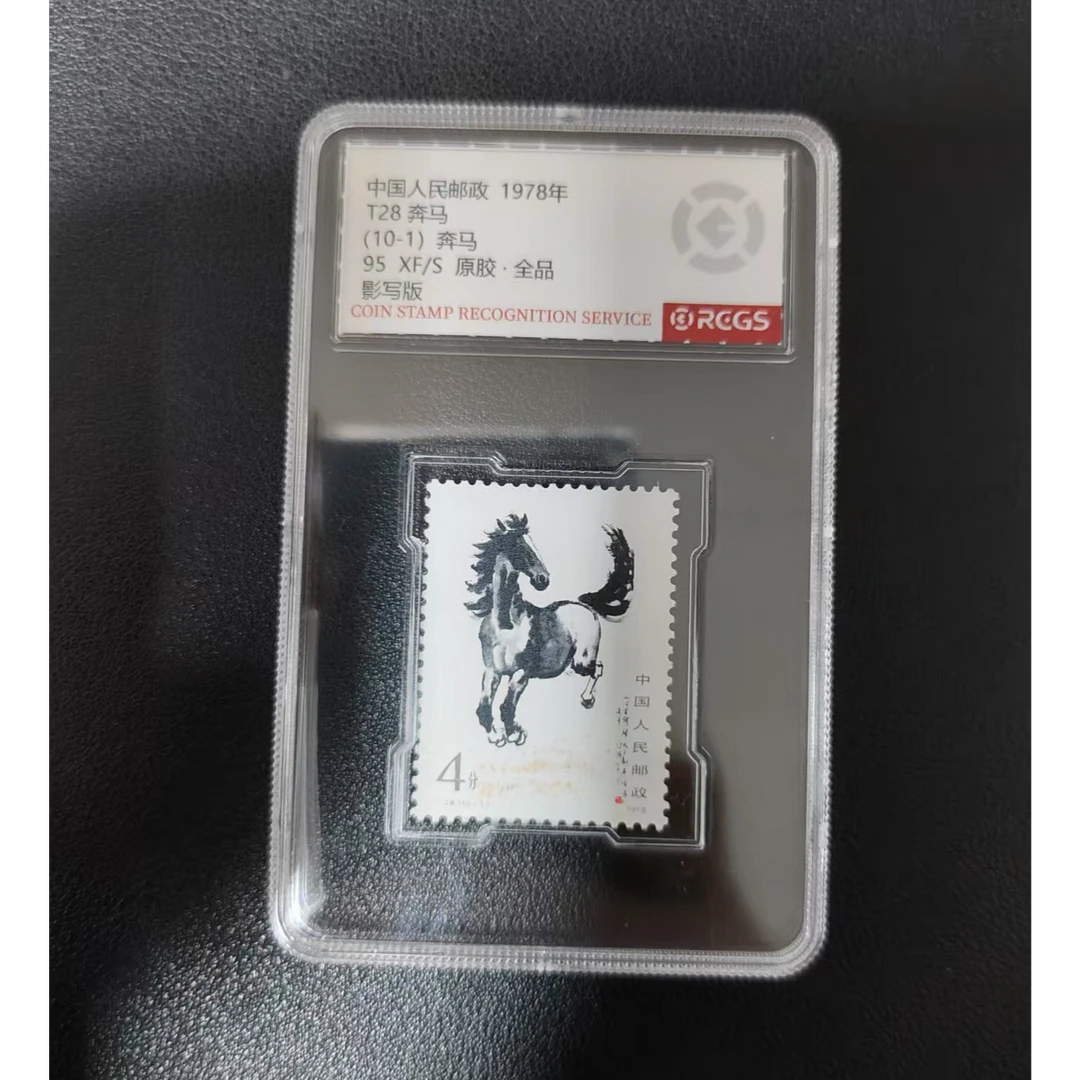 中国人民邮政 1978年
T28 奔马
(10-1) 奔马
95 XF/S 原胶·全品
影写版
COIN STAMP RECOGNITION SERVICE
RCGS
中国人民邮政
1978
4分